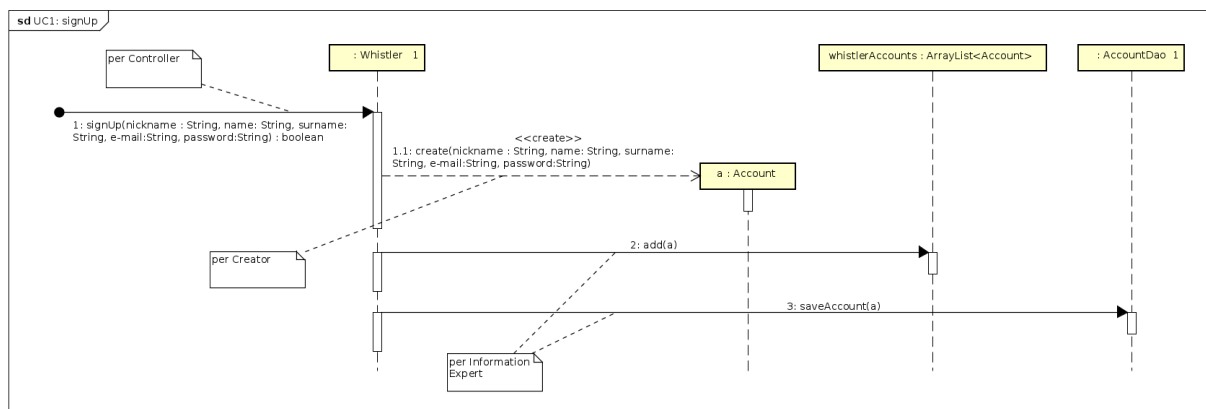 sd UC1: signUp
per Controller
: Whistler 1
whistlerAccounts : ArrayList<Account>
: AccountDao 1
1: signUp(nickname : String, name: String, surname:
String, e-mail:String, password:String) : boolean
<<create>>
1.1: create(nickname : String, name: String, surname:
String, e-mail:String, password:String)
a : Account
per Creator
2: add(a)
3: saveAccount(a)
per Information
Expert